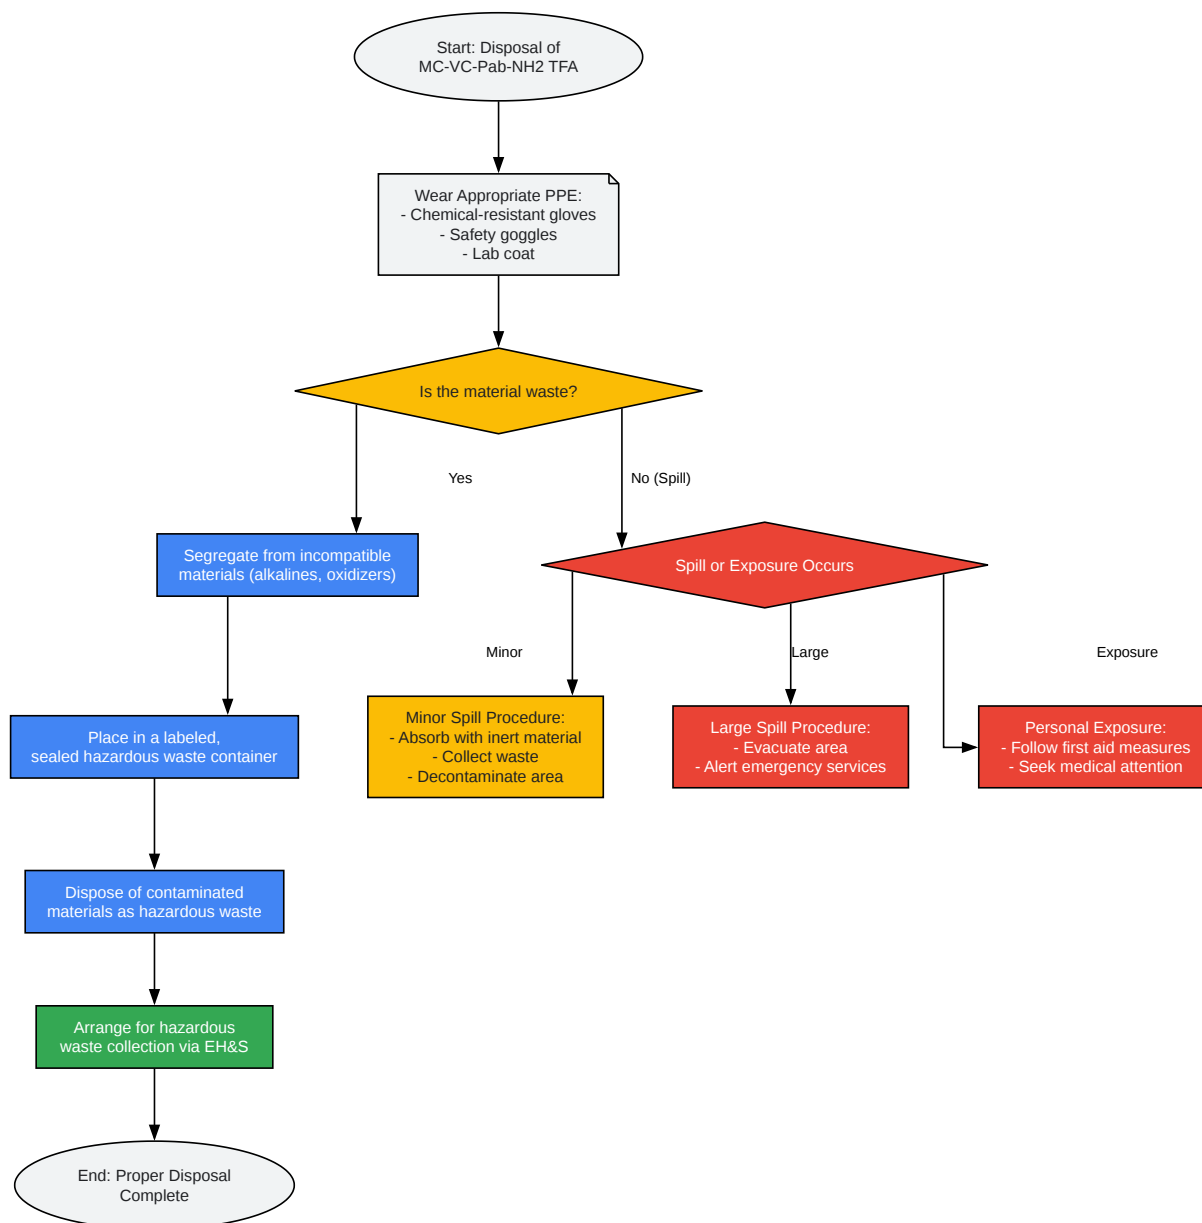 Start: Disposal of
MC-VC-Pab-NH2 TFA
Wear Appropriate PPE:
- Chemical-resistant gloves
- Safety goggles
- Lab coat
Is the material waste?
Yes
No (Spill)
Segregate from incompatible
materials (alkalines, oxidizers)
Spill or Exposure Occurs
Minor
Large
Exposure
Place in a labeled,
sealed hazardous waste container
Minor Spill Procedure:
- Absorb with inert material
- Collect waste
- Decontaminate area
Large Spill Procedure:
- Evacuate area
- Alert emergency services
Personal Exposure:
- Follow first aid measures
- Seek medical attention
Dispose of contaminated
materials as hazardous waste
Arrange for hazardous
waste collection via EH&S
End: Proper Disposal
Complete